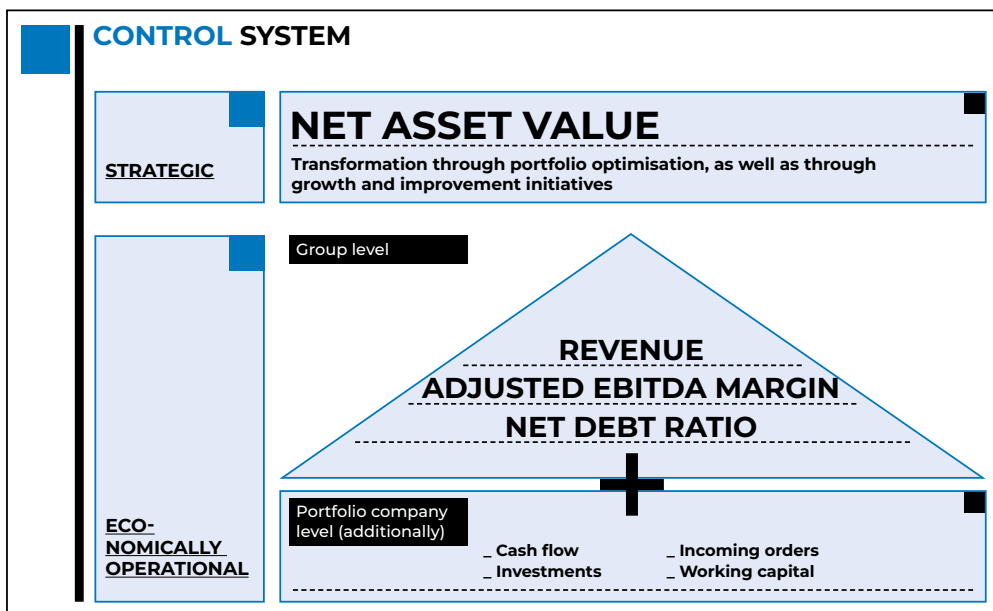 CONTROL SYSTEM
STRATEGIC
NET ASSET VALUE
Transformation through portfolio optimisation, as well as through
growth and improvement initiatives
Group level
REVENUE
ADJUSTED EBITDA MARGIN
NET DEBT RATIO
ECO-
NOMICALLY
OPERATIONAL
Portfolio company
level (additionally)
_ Cash flow
_ Investments
_ Incoming orders
_ Working capital